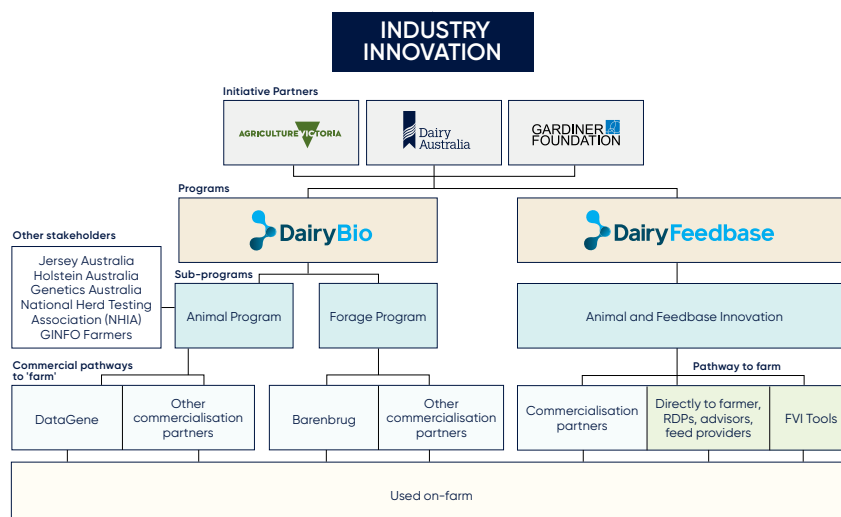 INDUSTRY
INNOVATION
Initiative Partners
AGRICULTURE VICTORIA
Dairy
Australia
GARDINER
FOUNDATION
Programs
DairyBio
DairyFeedbase
Other stakeholders
Jersey Australia
Holstein Australia
Genetics Australia
National Herd Testing
Association (NHIA)
GINFO Farmers
Sub-programs
Animal Program
Forage Program
Animal and Feedbase Innovation
Commercial pathways
to 'farm'
Pathway to farm
DataGene
Other
commercialisation
partners
Barenbrug
Other
commercialisation
partners
Commercialisation
partners
Directly to farmer,
RDPs, advisors,
feed providers
FVI Tools
Used on-farm